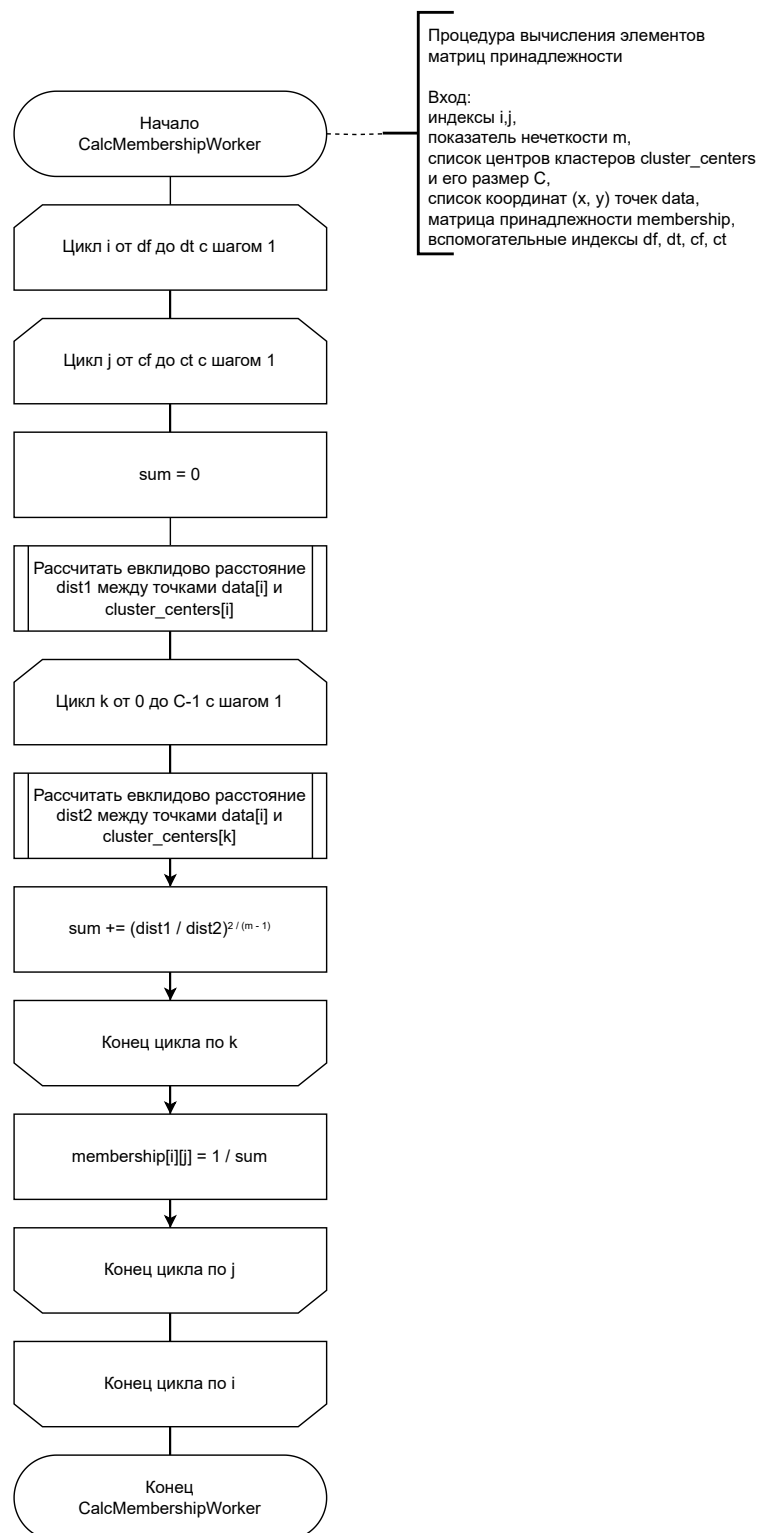 Процедура вычисления элементов
матриц принадлежности
Вход:
индексы i,j,
показатель нечеткости m,
список центров кластеров cluster_centers
и его размер C,
список координат (x, y) точек data,
матрица принадлежности membership,
вспомогательные индексы df, dt, cf, ct
Начало
CalcMembershipWorker
Цикл i от df до dt с шагом 1
Цикл j от cf до ct с шагом 1
sum = 0
Рассчитать евклидово расстояние
dist1 между точками data[i] и
cluster_centers[i]
Цикл k от 0 до C-1 с шагом 1
Рассчитать евклидово расстояние
dist2 между точками data[i] и
cluster_centers[k]
sum += (dist1 / dist2)2 / (m - 1)
Конец цикла по k
membership[i][j] = 1 / sum
Конец цикла по j
Конец цикла по i
Конец
CalcMembershipWorker